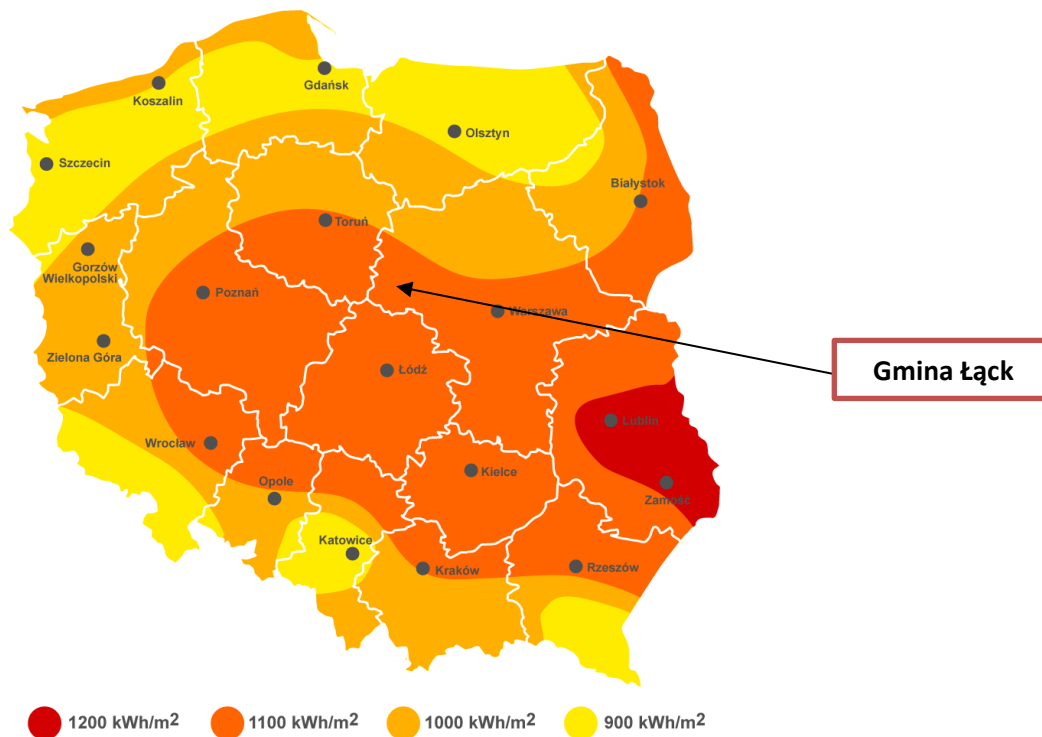 Koszalin
Gdańsk
Olsztyn
Szczecin
Białystok
Toruń
Gorzów
Wielkopolski
Poznań
Warszawa
Zielona Góra
Łódź
Gmina Łąck
Lublin
Wrocław
Kielce
Opole
Zamość
Katowice
Kraków
Rzeszów
1200 kWh/m²
1100 kWh/m²
1000 kWh/m²
900 kWh/m²